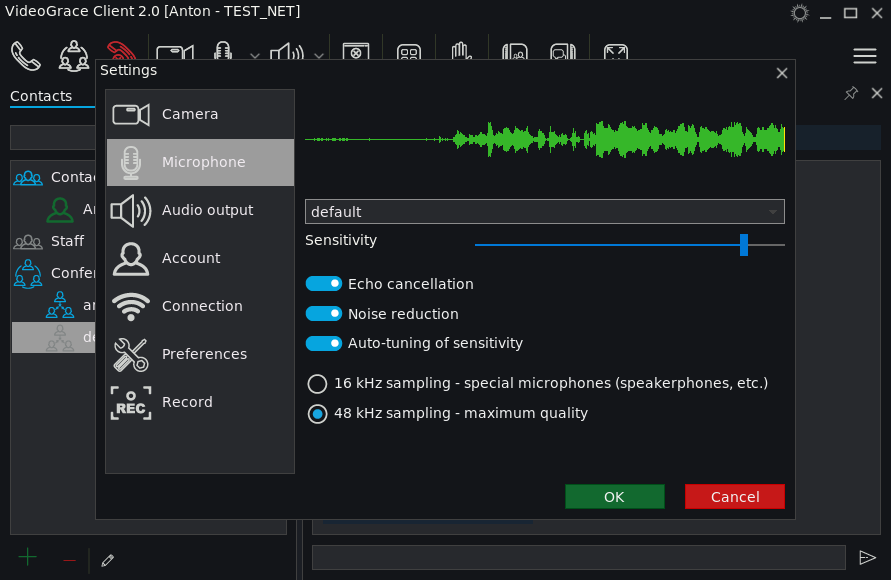 VideoGrace Client 2.0 [Anton - TEST_NET]
Settings
Contacts
Camera
Microphone
Audio output
Account
Connection
Preferences
REC
Record
default
Sensitivity
Echo cancellation
Noise reduction
Auto-tuning of sensitivity
16 kHz sampling - special microphones (speakerphones, etc.)
48 kHz sampling - maximum quality
OK
Cancel
Staff